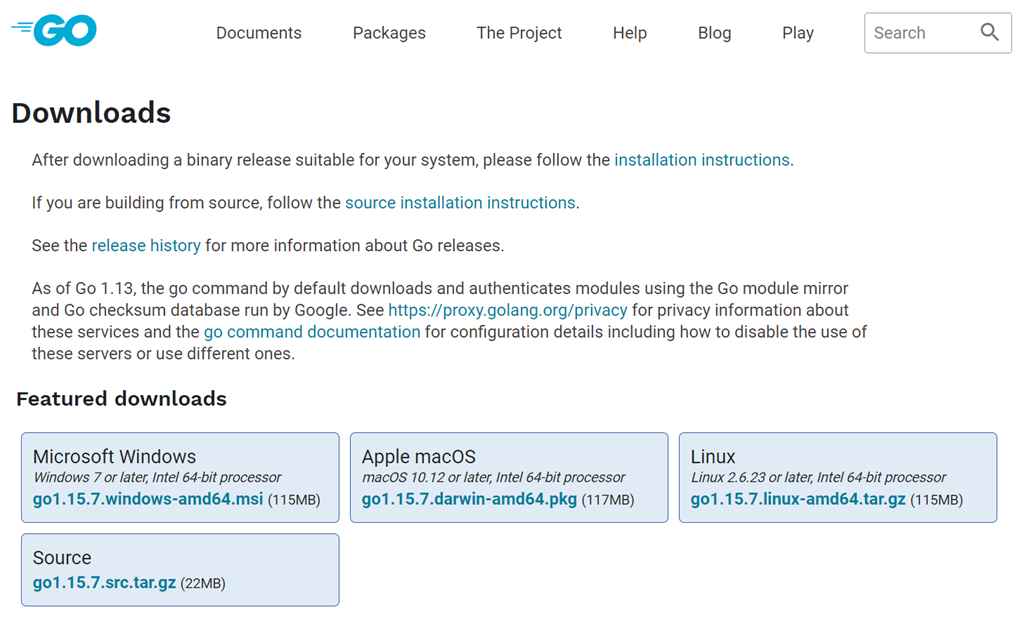 GO
Documents Packages The Project Help Blog Play Search
Downloads
After downloading a binary release suitable for your system, please follow the installation instructions.
If you are building from source, follow the source installation instructions.
See the release history for more information about Go releases.
As of Go 1.13, the go command by default downloads and authenticates modules using the Go module mirror
and Go checksum database run by Google. See https://proxy.golang.org/privacy for privacy information about
these services and the go command documentation for configuration details including how to disable the use of
these servers or use different ones.
Featured downloads
Microsoft Windows
Windows 7 or later, Intel 64-bit processor
go1.15.7.windows-amd64.msi (115MB)
Apple macOS
macOS 10.12 or later, Intel 64-bit processor
go1.15.7.darwin-amd64.pkg (117MB)
Linux
Linux 2.6.23 or later, Intel 64-bit processor
go1.15.7.linux-amd64.tar.gz (115MB)
Source
go1.15.7.src.tar.gz (22MB)